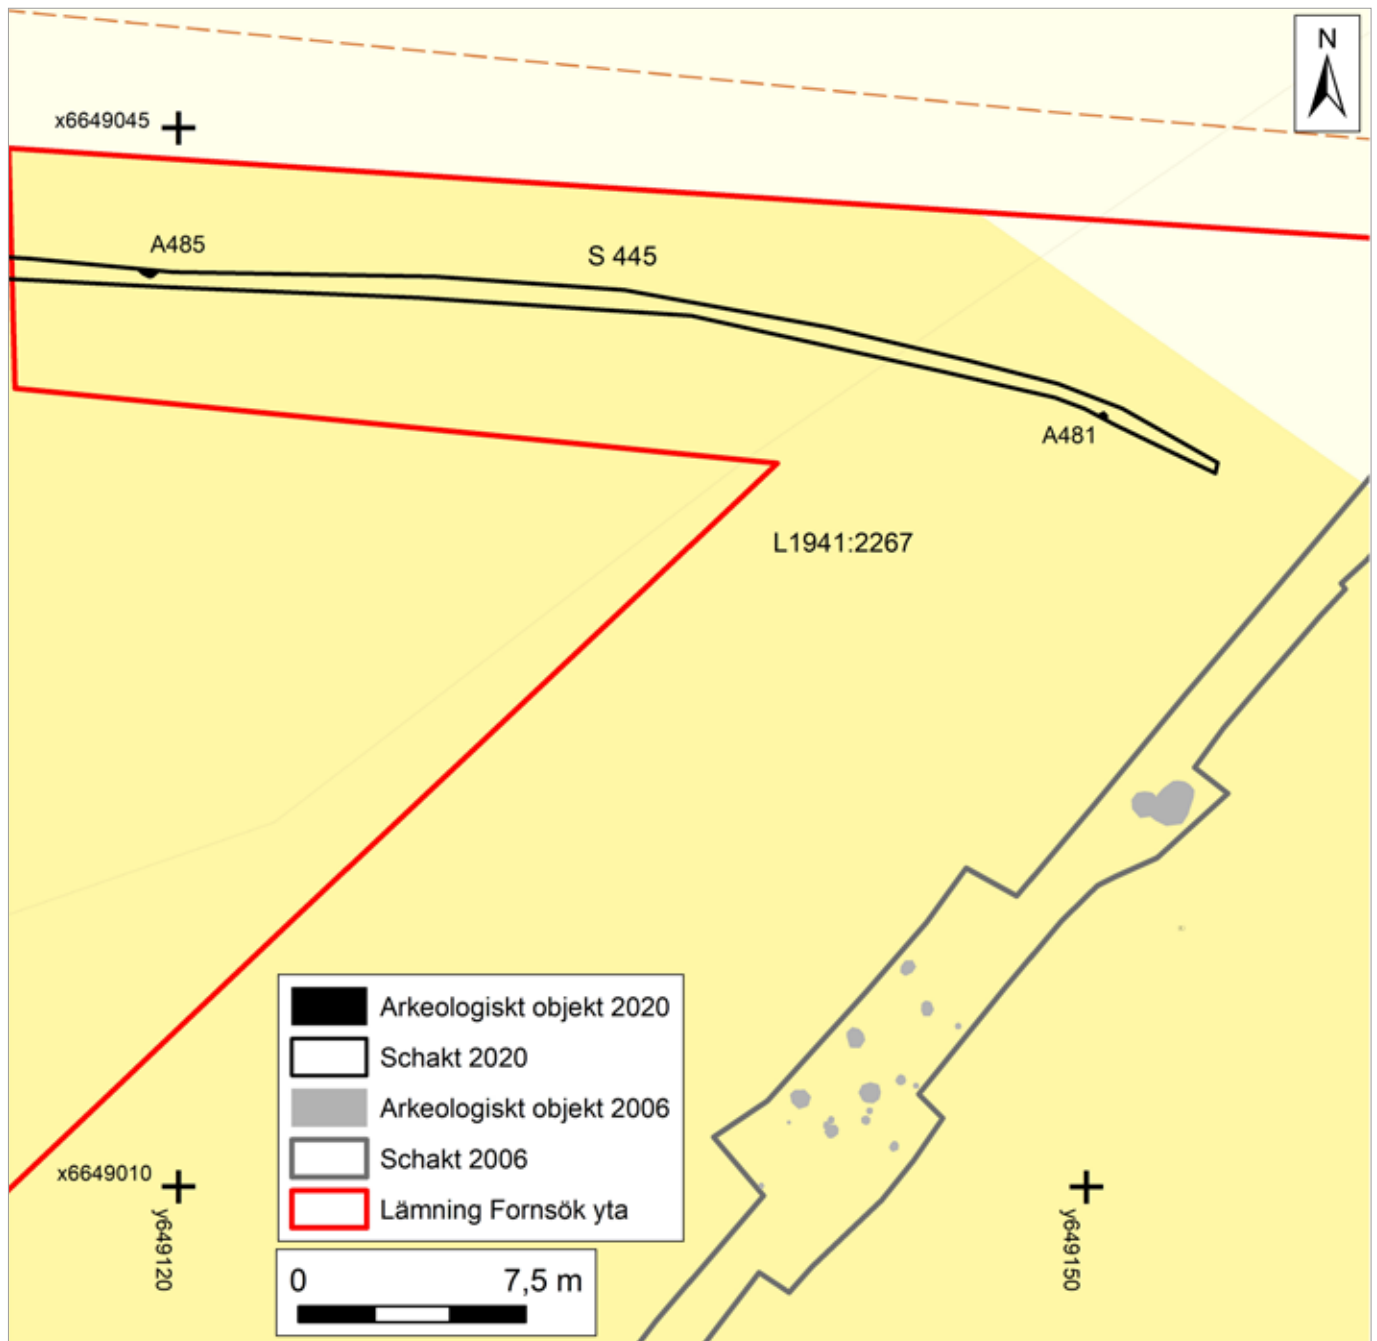 N
x6649045
A485
S 445
A481
L1941:2267
Arkeologiskt objekt 2020
Schakt 2020
Arkeologiskt objekt 2006
Schakt 2006
Lämning Fornsök yta
x6649010
y649120
y649150
0 7,5 m